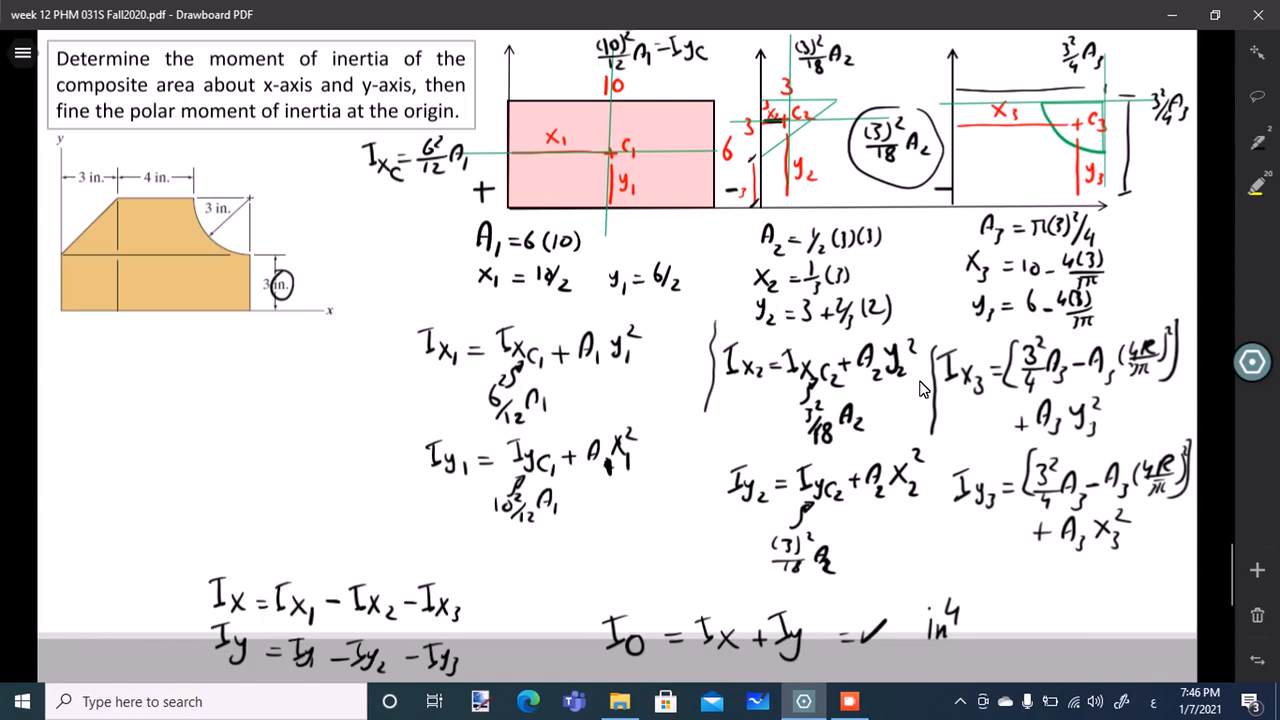 week 12 PHM 031S Fall2020.pdf - Drawboard PDF
Determine the moment of inertia of the
composite area about x-axis and y-axis, then
fine the polar moment of inertia at the origin.
y
3 in.
4 in.
3 in.
3 in.
x
(10)²/12 A₁ = Iyc
10
Ixc = 6²/12 A₁
x₁
C₁
6
y₁
+
A₁ = 6(10)
x₁ = 10/2
y₁ = 6/2
(3)²/18 A₂
3
x₂
C₂
3
y₂
3
(3)²/18 A₂
A₂ = 1/2 (3)(3)
x₂ = 1/3 (3)
y₂ = 3 + 2/3 (2)
3²/4 A₃
3²/4 A₃
x₃
C₃
y₃
A₃ = π(3)²/4
x₃ = 10 - 4(3)/3π
y₃ = 6 - 4(3)/3π
Ix₁ = Ixc₁ + A₁ y₁²
Iy₁ = Iyc₁ + A₁ x₁²
10²/12 A₁
Ix₂ = Ixc₂ + A₂ y₂²
3²/18 A₂
Iy₂ = Iyc₂ + A₂ x₂²
(3)²/18 A₂
Ix₃ = [3²/4 A₃ - A₃ (4R/3π)²]
+ A₃ y₃²
Iy₃ = [3²/4 A₃ - A₃ (4R/3π)²]
+ A₃ x₃²
Ix = Ix₁ - Ix₂ - Ix₃
Iy = Iy₁ - Iy₂ - Iy₃
I₀ = Ix + Iy = ✓ in⁴
Type here to search
7:46 PM
1/7/2021
3